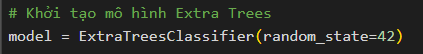 # Khởi tạo mô hình Extra Trees
model = ExtraTreesClassifier(random_state=42)